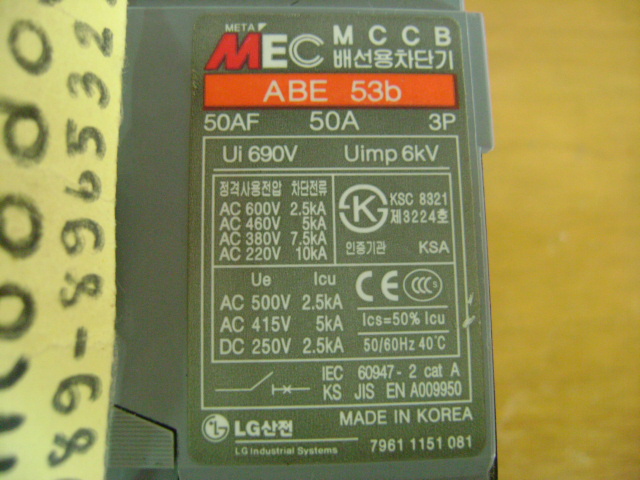 META
MEC MCCB
배선용차단기
ABE 53b
50AF 50A 3P
Ui 690V Uimp 6kV
정격사용전압 차단전류
AC 600V 2.5kA
AC 460V 5kA
AC 380V 7.5kA
AC 220V 10kA
K
KSC 8321
제3224호
인증기관 KSA
Ue Icu
AC 500V 2.5kA
AC 415V 5kA
DC 250V 2.5kA
CE CCC S
Ics=50% Icu
50/60Hz 40℃
IEC 60947-2 cat A
KS JIS EN A009950
MADE IN KOREA
LG산전
LG Industrial Systems
7961 1151 081